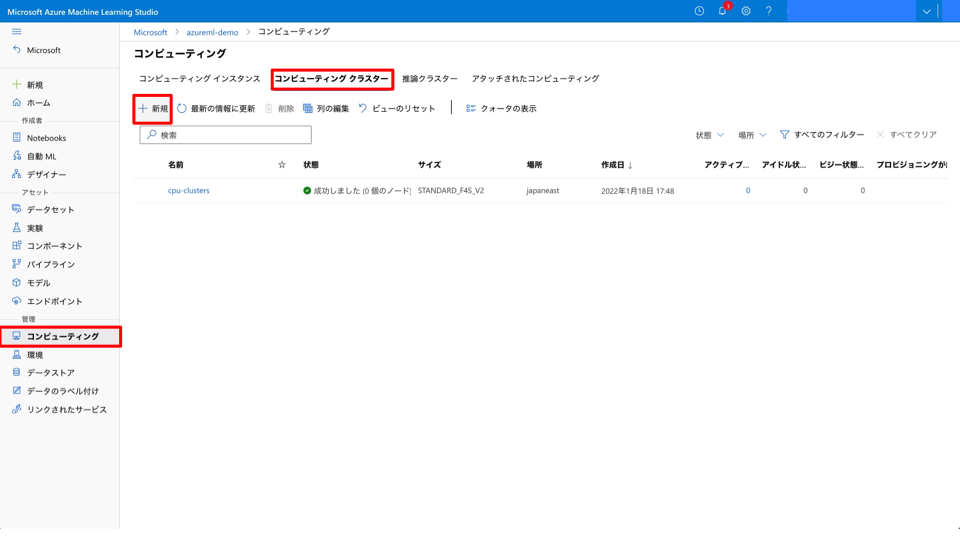 Microsoft Azure Machine Learning Studio
3
?
Microsoft
Microsoft > azureml-demo > コンピューティング
コンピューティング
コンピューティング インスタンス コンピューティング クラスター 推論クラスター アタッチされたコンピューティング
新規 最新の情報に更新 削除 列の編集 ビューのリセット クォータの表示
検索 状態 場所 すべてのフィルター すべてクリア
名前 状態 サイズ 場所 作成日 ↓ アクティブ... アイドル状... ビジー状態... プロビジョニングが
cpu-clusters 成功しました (0 個のノード) STANDARD_F4S_V2 japaneast 2022年1月18日 17:48 0 0 0
新規
ホーム
作成者
Notebooks
自動 ML
デザイナー
アセット
データセット
実験
コンポーネント
パイプライン
モデル
エンドポイント
管理
コンピューティング
環境
データストア
データのラベル付け
リンクされたサービス